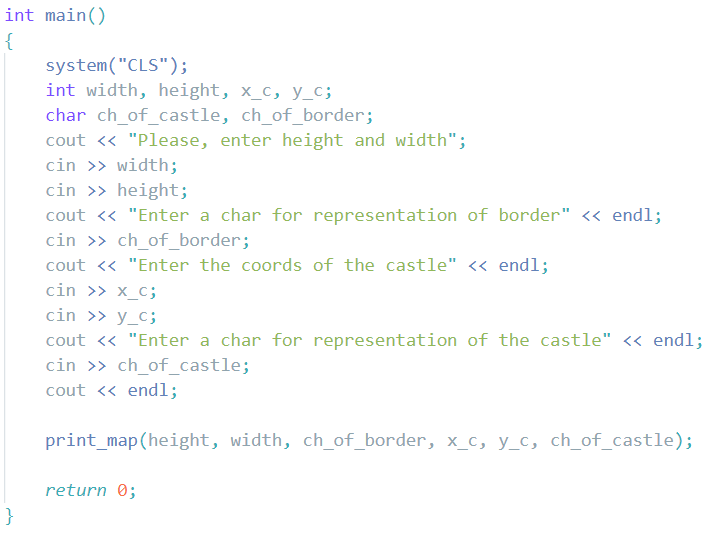 int main()
{
    system("CLS");
    int width, height, x_c, y_c;
    char ch_of_castle, ch_of_border;
    cout << "Please, enter height and width";
    cin >> width;
    cin >> height;
    cout << "Enter a char for representation of border" << endl;
    cin >> ch_of_border;
    cout << "Enter the coords of the castle" << endl;
    cin >> x_c;
    cin >> y_c;
    cout << "Enter a char for representation of the castle" << endl;
    cin >> ch_of_castle;
    cout << endl;

    print_map(height, width, ch_of_border, x_c, y_c, ch_of_castle);

    return 0;
}